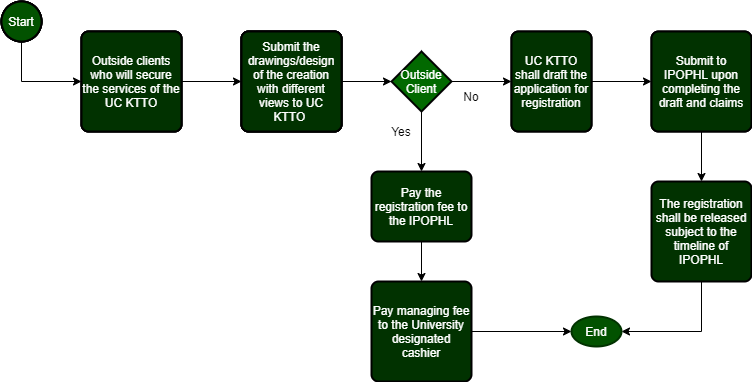 Start
Outside clients
who will secure
the services of the
UC KTTO
Submit the
drawings/design
of the creation
with different
views to UC
KTTO
Outside
Client
No
Yes
UC KTTO
shall draft the
application for
registration
Submit to
IPOPHL upon
completing the
draft and claims
Pay the
registration fee to
the IPOPHL
The registration
shall be released
subject to the
timeline of
IPOPHL
Pay managing fee
to the University
designated
cashier
End